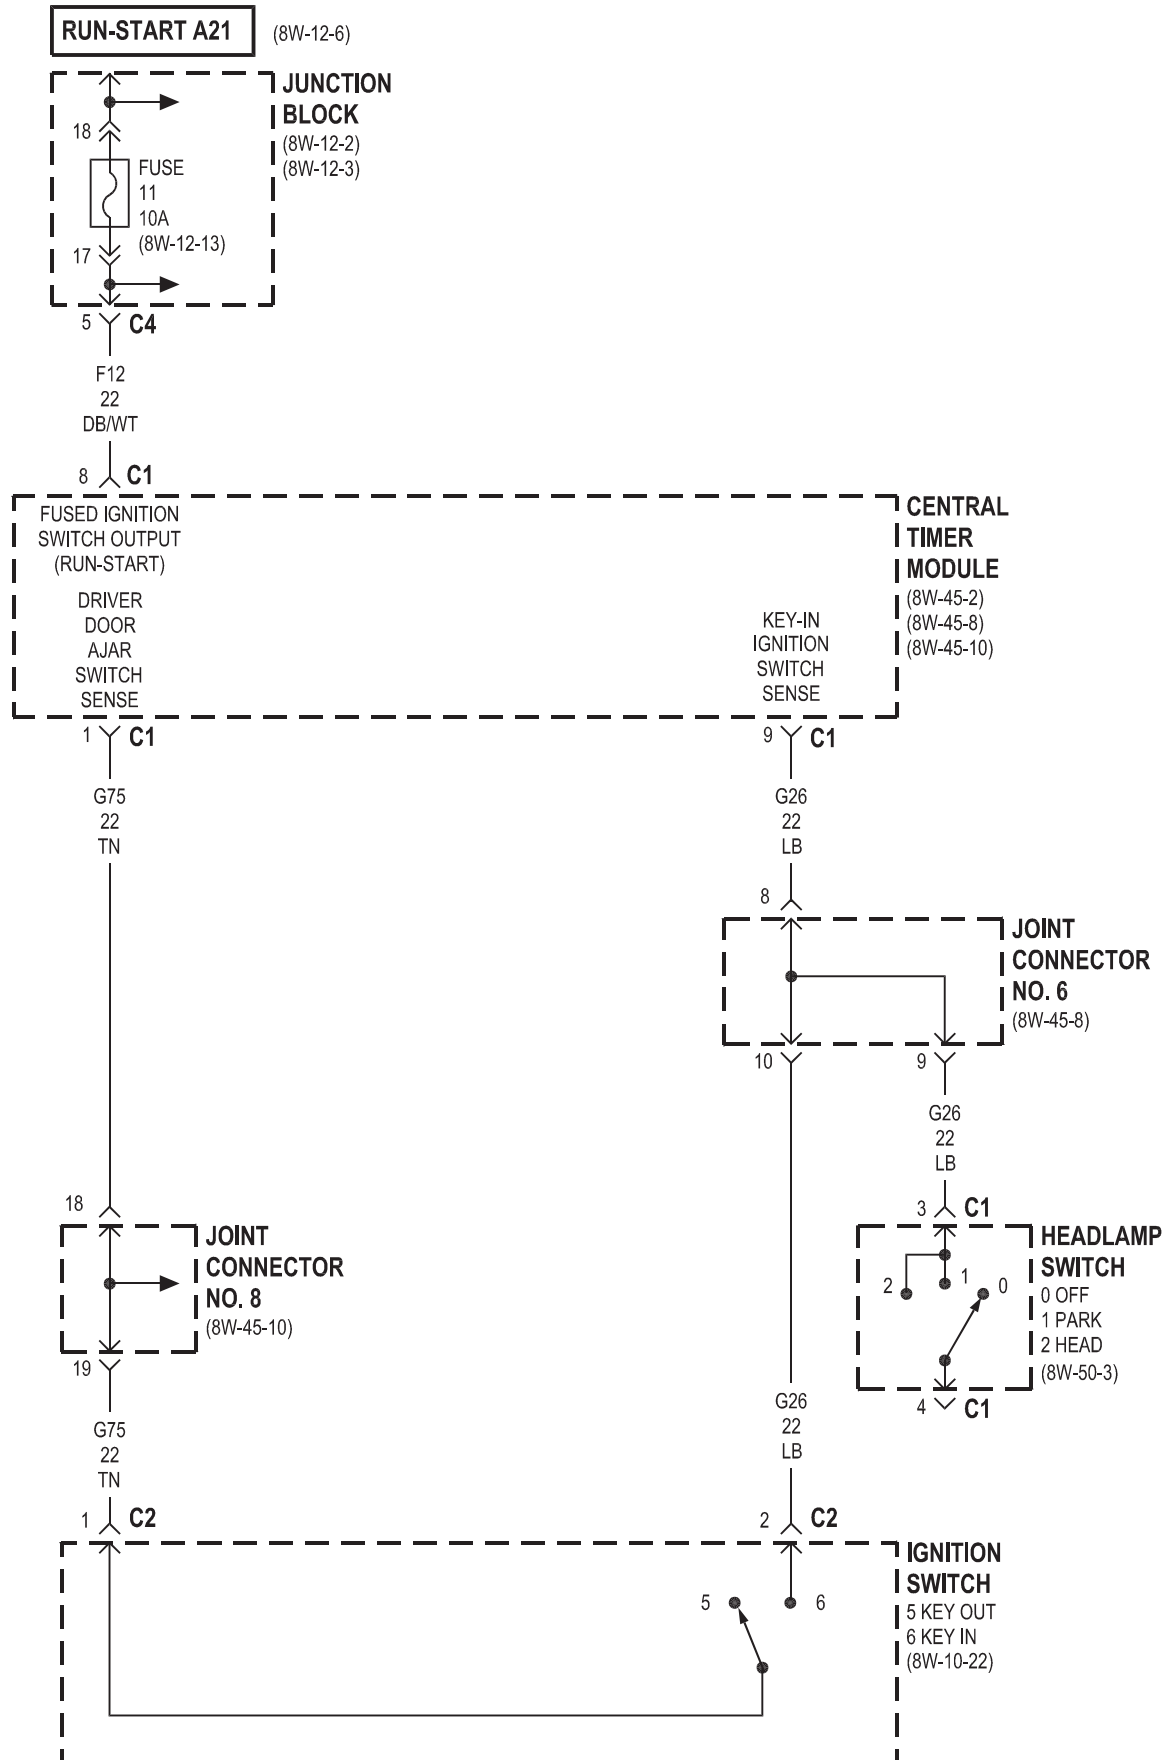 RUN-START A21
(8W-12-6)
JUNCTION
BLOCK
(8W-12-2)
(8W-12-3)
18
FUSE
11
10A
(8W-12-13)
17
5
C4
F12
22
DB/WT
8
C1
FUSED IGNITION
SWITCH OUTPUT
(RUN-START)
DRIVER
DOOR
AJAR
SWITCH
SENSE
KEY-IN
IGNITION
SWITCH
SENSE
CENTRAL
TIMER
MODULE
(8W-45-2)
(8W-45-8)
(8W-45-10)
1
C1
9
C1
G75
22
TN
G26
22
LB
8
JOINT
CONNECTOR
NO. 6
(8W-45-8)
10
9
G26
22
LB
18
JOINT
CONNECTOR
NO. 8
(8W-45-10)
19
3
C1
2
1
0
HEADLAMP
SWITCH
0 OFF
1 PARK
2 HEAD
(8W-50-3)
4
C1
G75
22
TN
G26
22
LB
1
C2
2
C2
5
6
IGNITION
SWITCH
5 KEY OUT
6 KEY IN
(8W-10-22)